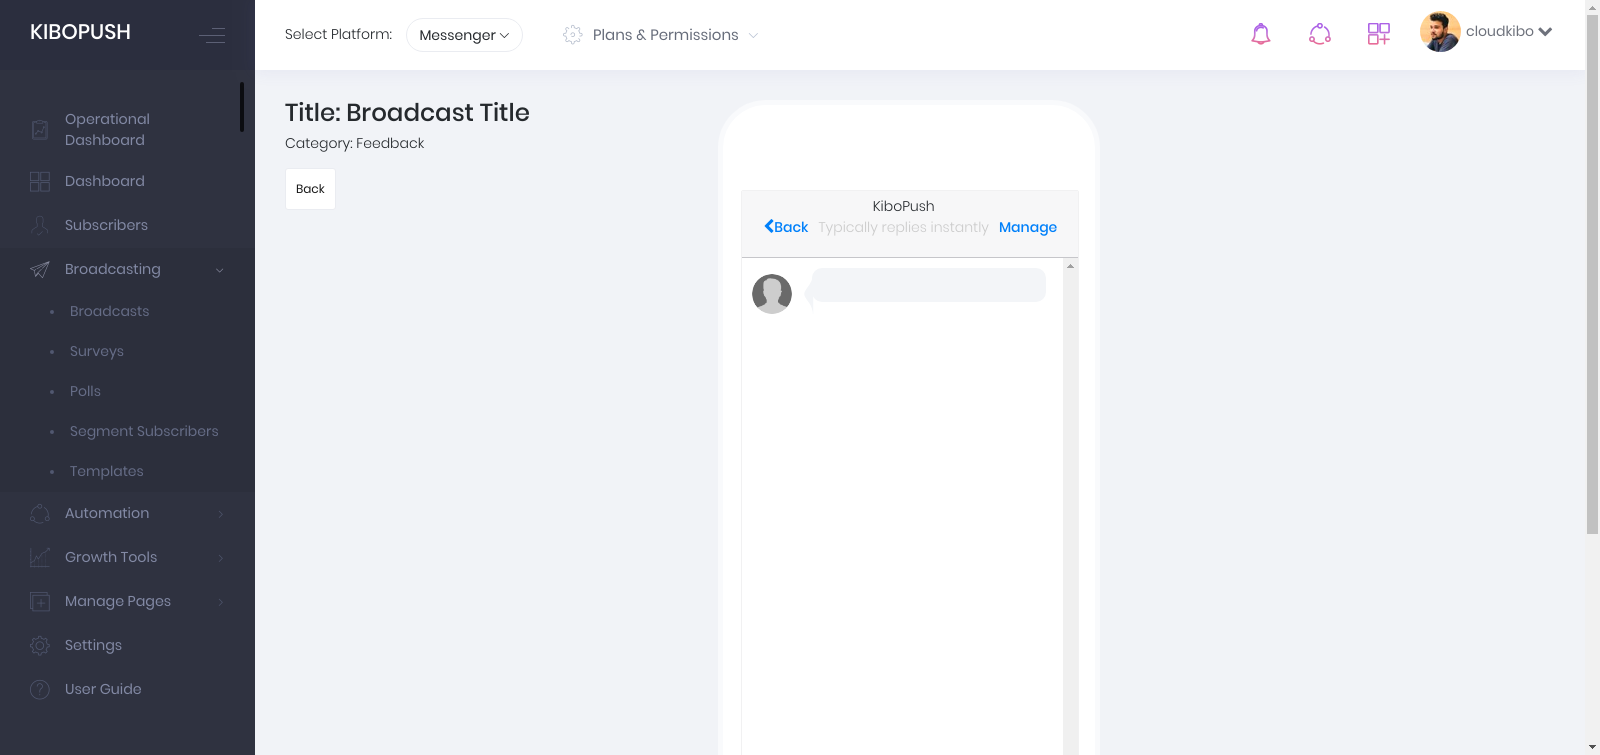 KIBOPUSH
Select Platform: Messenger
Plans & Permissions
cloudkibo
Operational
Dashboard
Dashboard
Subscribers
Broadcasting
Broadcasts
Surveys
Polls
Segment Subscribers
Templates
Automation
Growth Tools
Manage Pages
Settings
User Guide
Title: Broadcast Title
Category: Feedback
Back
KiboPush
Back Typically replies instantly Manage